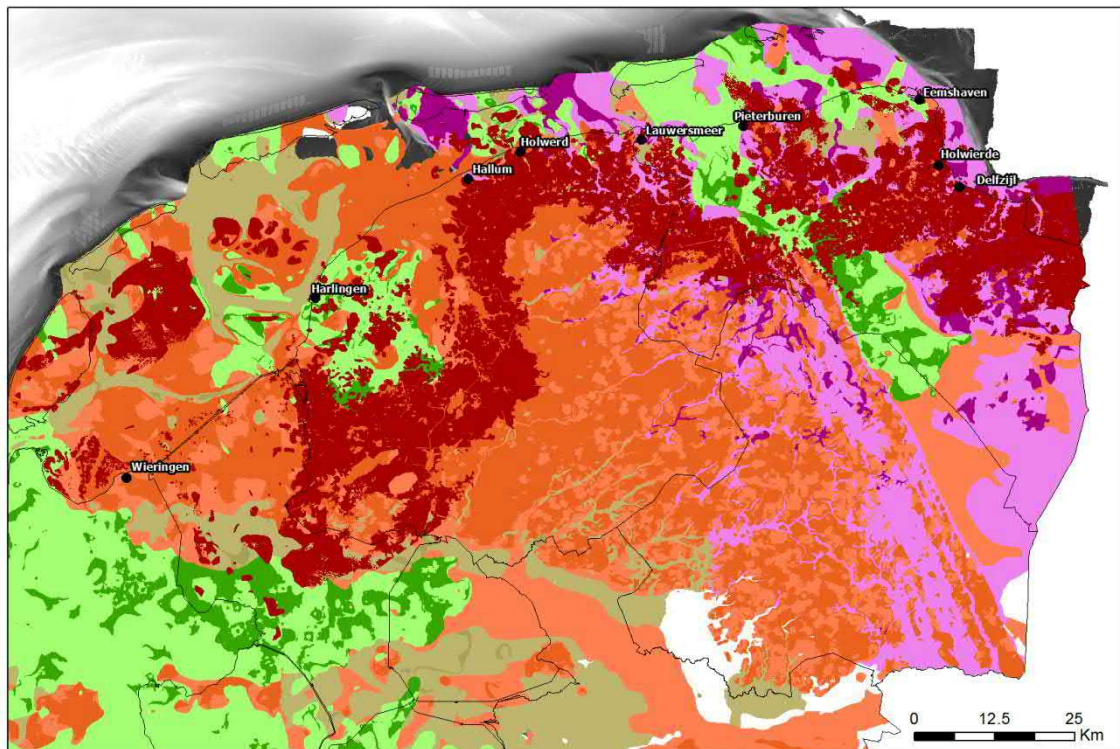 Eemshaven
Pieterburen
Lauwersmeer
Holwerd
Holwierde
Hallum
Delfzijl
Harlingen
Wieringen
0 12.5 25
Km